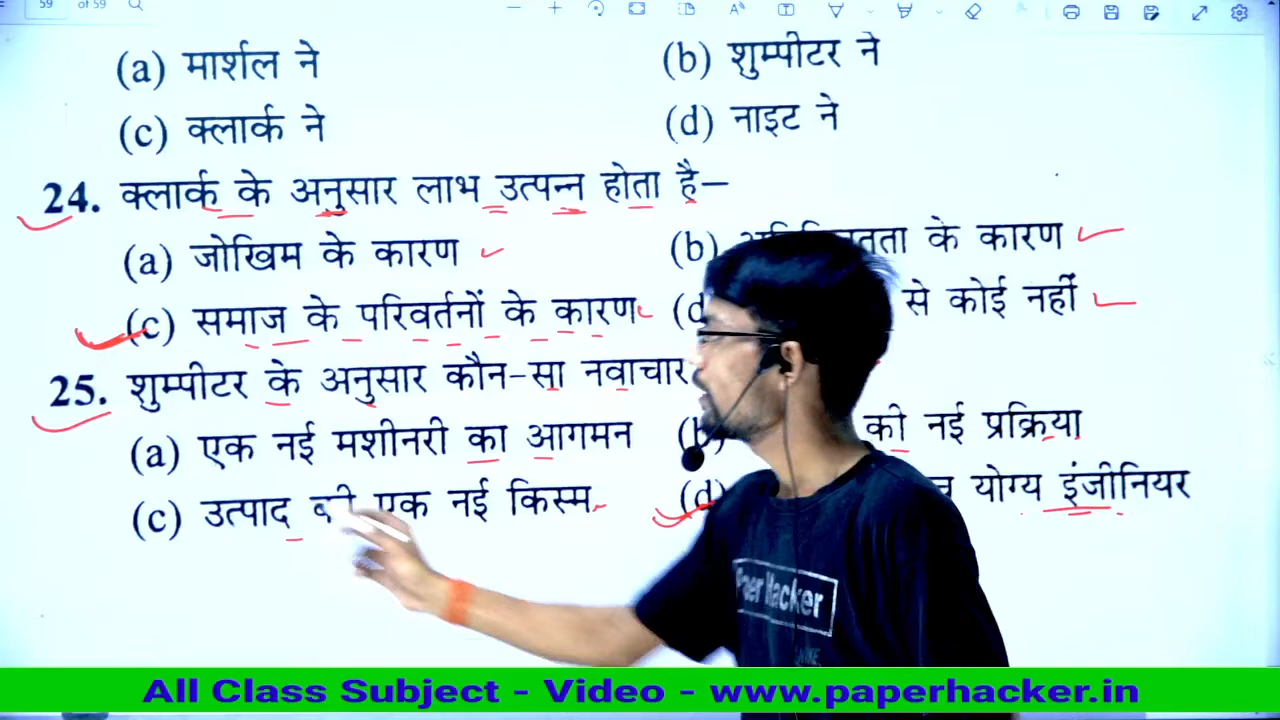 59 of 59
(a) मार्शल ने (b) शुम्पीटर ने
(c) क्लार्क ने (d) नाइट ने
24. क्लार्क के अनुसार लाभ उत्पन्न होता है–
(a) जोखिम के कारण (b) के कारण
(c) समाज के परिवर्तनों के कारण (d) से कोई नहीं
25. शुम्पीटर के अनुसार कौन-सा नवाचार
(a) एक नई मशीनरी का आगमन (b) की नई प्रक्रिया
(c) उत्पाद की एक नई किस्म (d) योग्य इंजीनियर
Paper Hacker
All Class Subject - Video - www.paperhacker.in